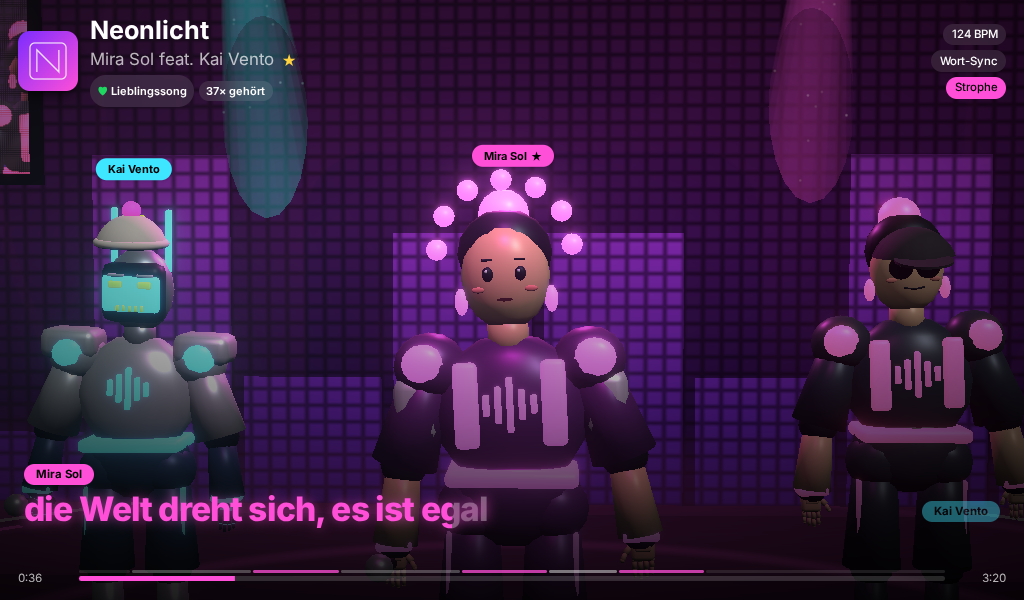 Neonlicht
Mira Sol feat. Kai Vento ★
Lieblingssong
37× gehört
124 BPM
Wort-Sync
Strophe
Kai Vento
Mira Sol ★
Mira Sol
die Welt dreht sich, es ist egal
Kai Vento
0:36
3:20